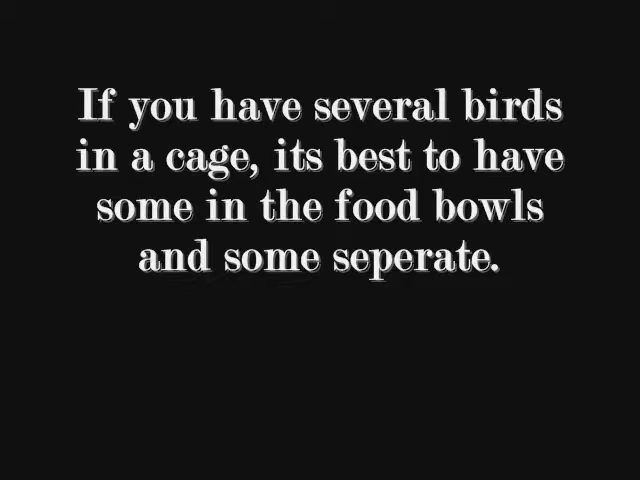 If you have several birds
in a cage, its best to have
some in the food bowls
and some seperate.